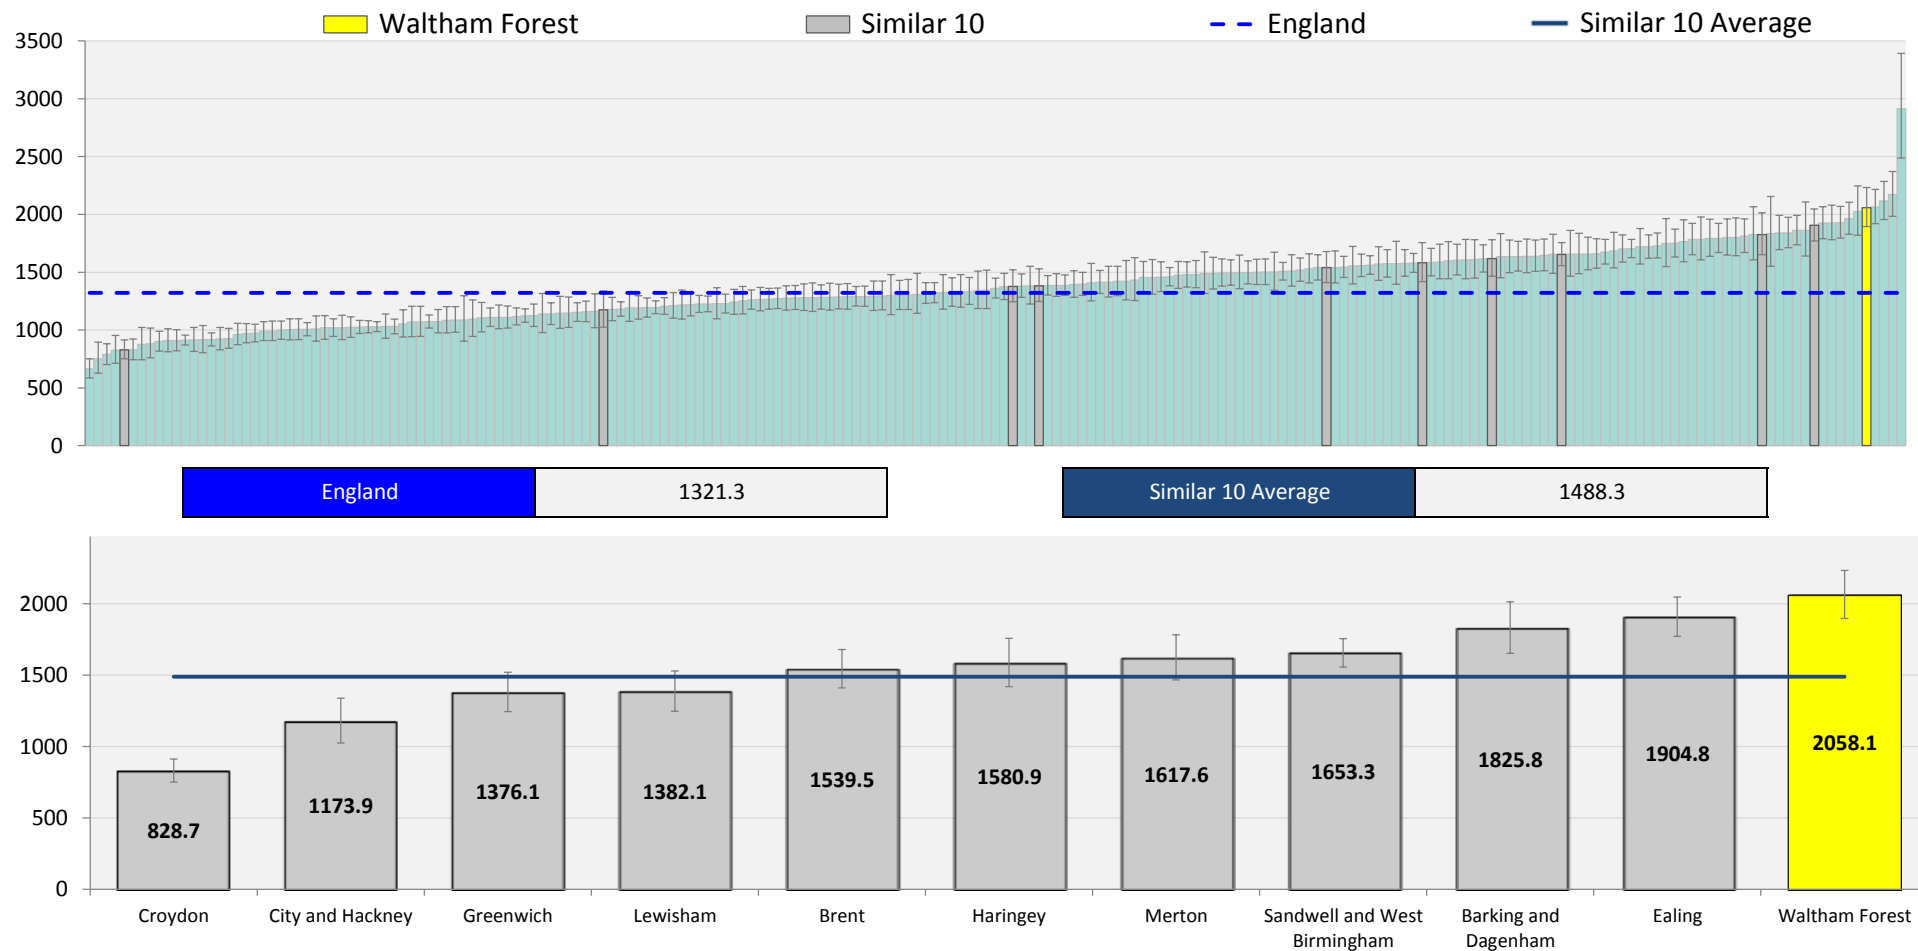 Waltham Forest Similar 10 England Similar 10 Average
3500
3000
2500
2000
1500
1000
500
0
England 1321.3 Similar 10 Average 1488.3
2000
1500
1000
500
0
828.7 1173.9 1376.1 1382.1 1539.5 1580.9 1617.6 1653.3 1825.8 1904.8 2058.1
Croydon City and Hackney Greenwich Lewisham Brent Haringey Merton Sandwell and West Barking and Ealing Waltham Forest
Birmingham Dagenham